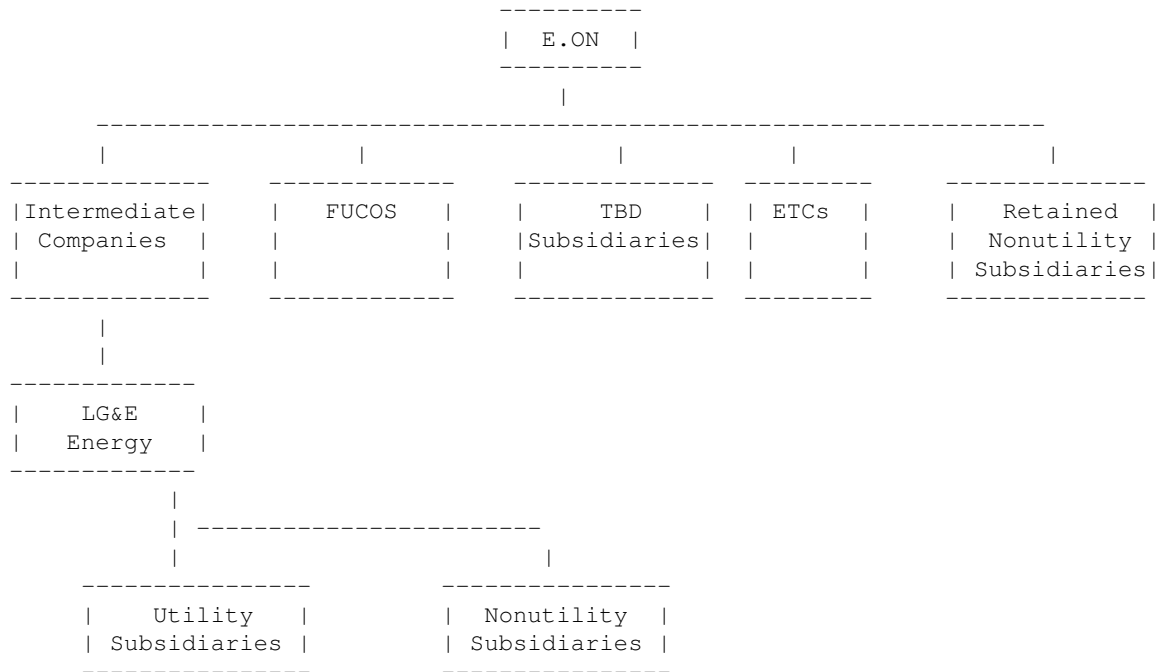 E.ON
Intermediate FUCOS TBD ETCs Retained
Companies Subsidiaries Nonutility
Subsidiaries
LG&E
Energy
Utility Nonutility
Subsidiaries Subsidiaries